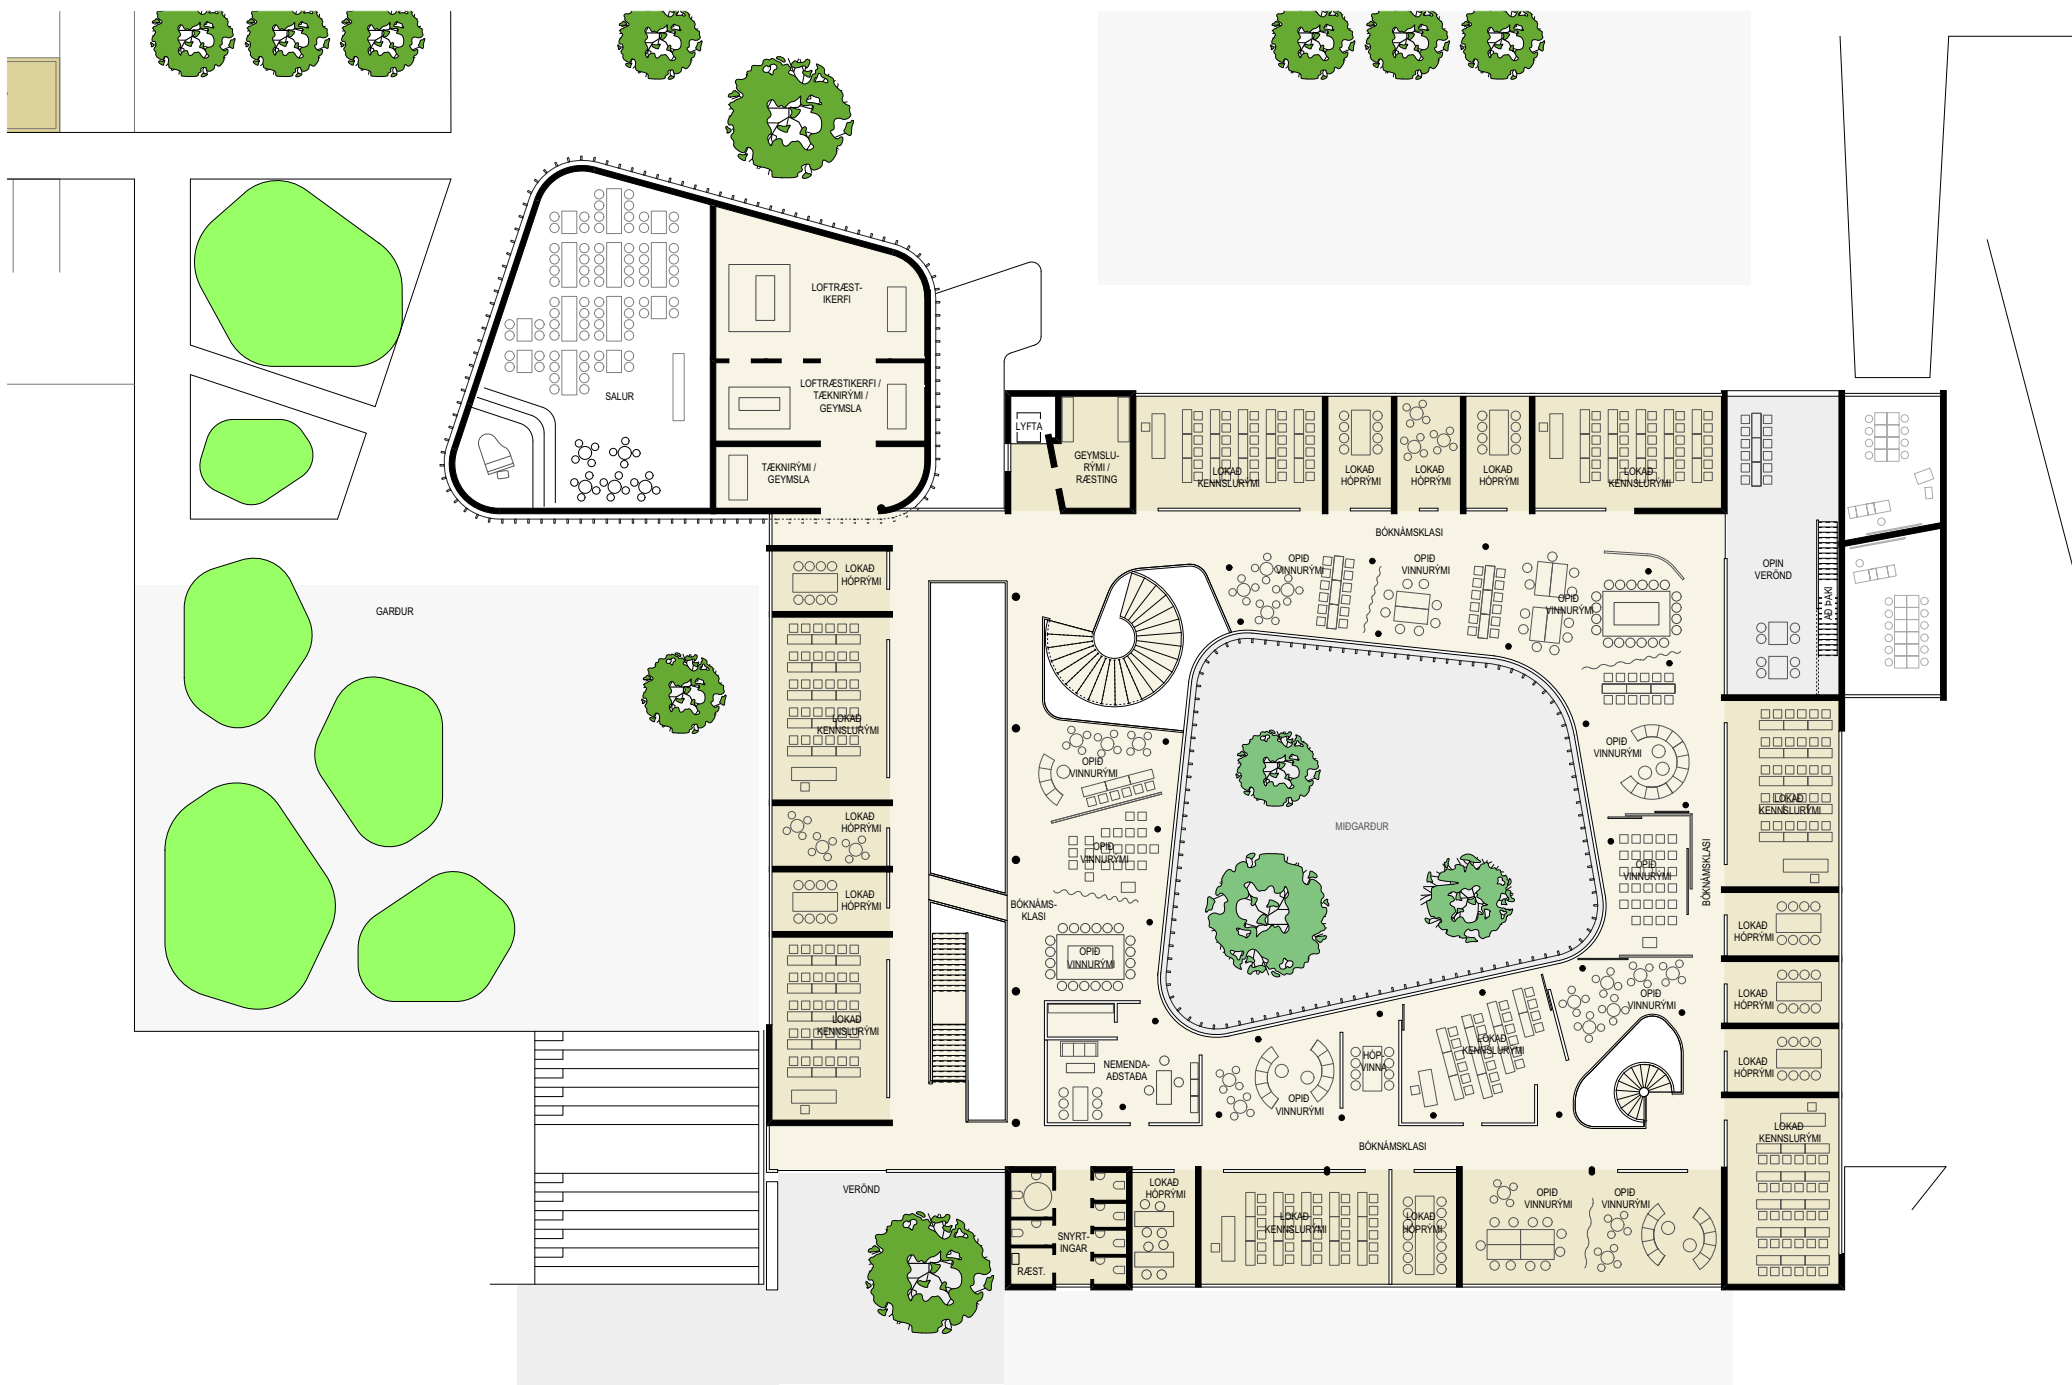 LOFTRÆST-
IKERFI
LOFTRÆSTIKERFI /
TÆKNIRÝMI /
GEYMSLA
SALUR
TÆKNIRÝMI /
GEYMSLA
LYFTA
GEYMSLU-
RÝMI /
RÆSTING
LOKAÐ
KENNSLURÝMI
LOKAÐ
HÓPRÝMI
LOKAÐ
HÓPRÝMI
LOKAÐ
HÓPRÝMI
LOKAÐ
KENNSLURÝMI
BÓKNÁMSKLASI
OPIÐ
VINNURÝMI
OPIÐ
VINNURÝMI
OPIÐ
VINNURÝMI
OPIN
VERÖND
AÐ ÞAKI
GARÐUR
LOKAÐ
HÓPRÝMI
LOKAÐ
KENNSLURÝMI
OPIÐ
VINNURÝMI
OPIÐ
VINNURÝMI
LOKAÐ
KENNSLURÝMI
LOKAÐ
HÓPRÝMI
MIÐGARÐUR
OPIÐ
VINNURÝMI
OPIÐ
VINNURÝMI
BÓKNÁMSKLASI
LOKAÐ
HÓPRÝMI
BÓKNÁMS-
KLASI
LOKAÐ
HÓPRÝMI
OPIÐ
VINNURÝMI
OPIÐ
VINNURÝMI
LOKAÐ
HÓPRÝMI
LOKAÐ
KENNSLURÝMI
LOKAÐ
KENNSLURÝMI
HÓP-
VINNA
NEMENDA-
AÐSTAÐA
LOKAÐ
HÓPRÝMI
OPIÐ
VINNURÝMI
LOKAÐ
KENNSLURÝMI
BÓKNÁMSKLASI
VERÖND
LOKAÐ
HÓPRÝMI
OPIÐ
VINNURÝMI
OPIÐ
VINNURÝMI
LOKAÐ
KENNSLURÝMI
LOKAÐ
HÓPRÝMI
SNYRT-
INGAR
RÆST.